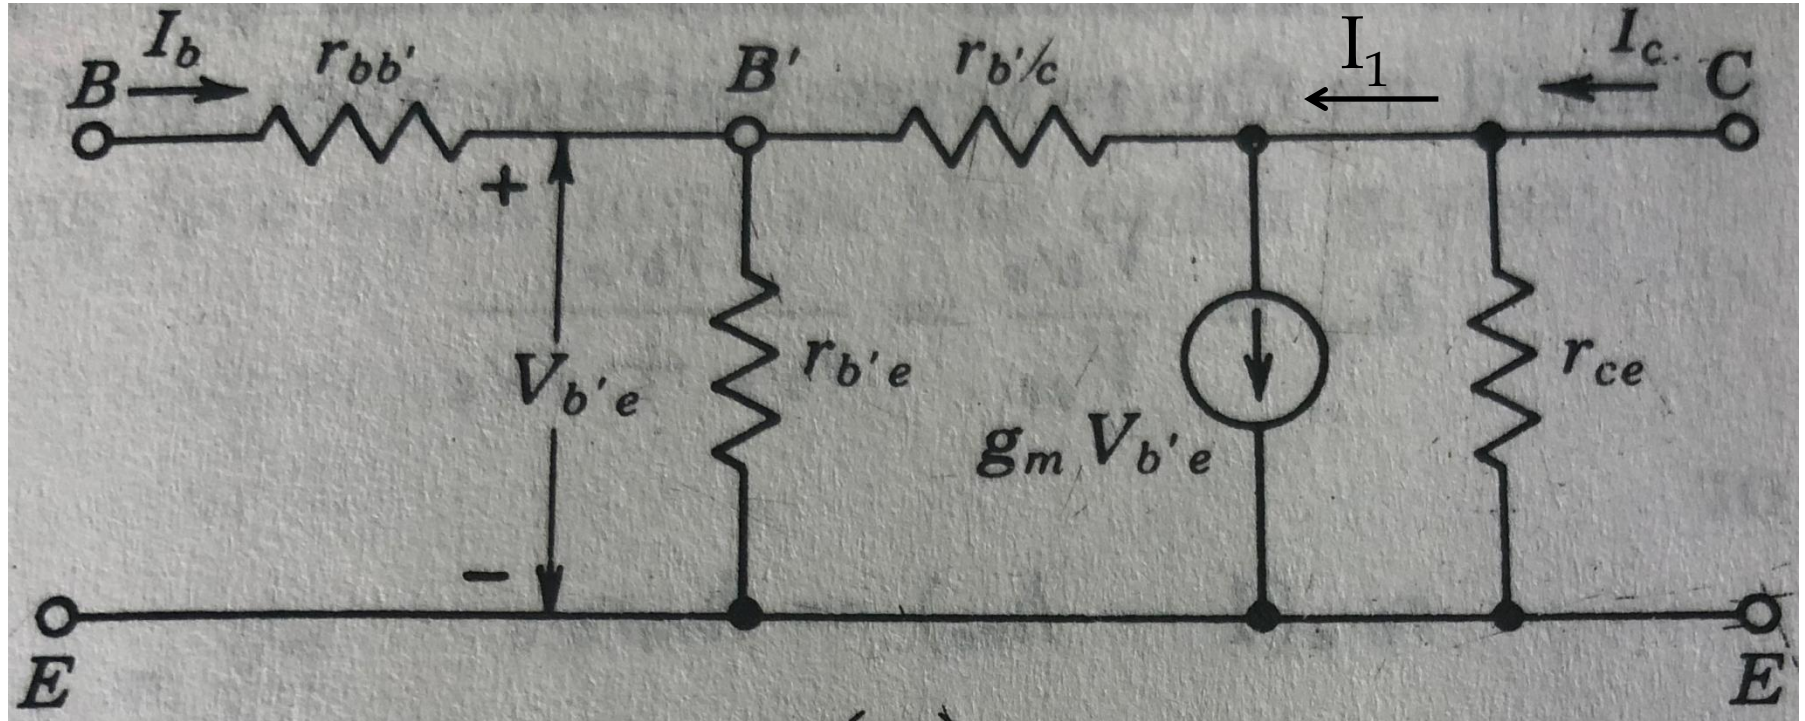 I_b
r_bb'
B'
r_b'c
I_1
I_c
C
B
+
V_b'e
r_b'e
g_m V_b'e
r_ce
−
E
E